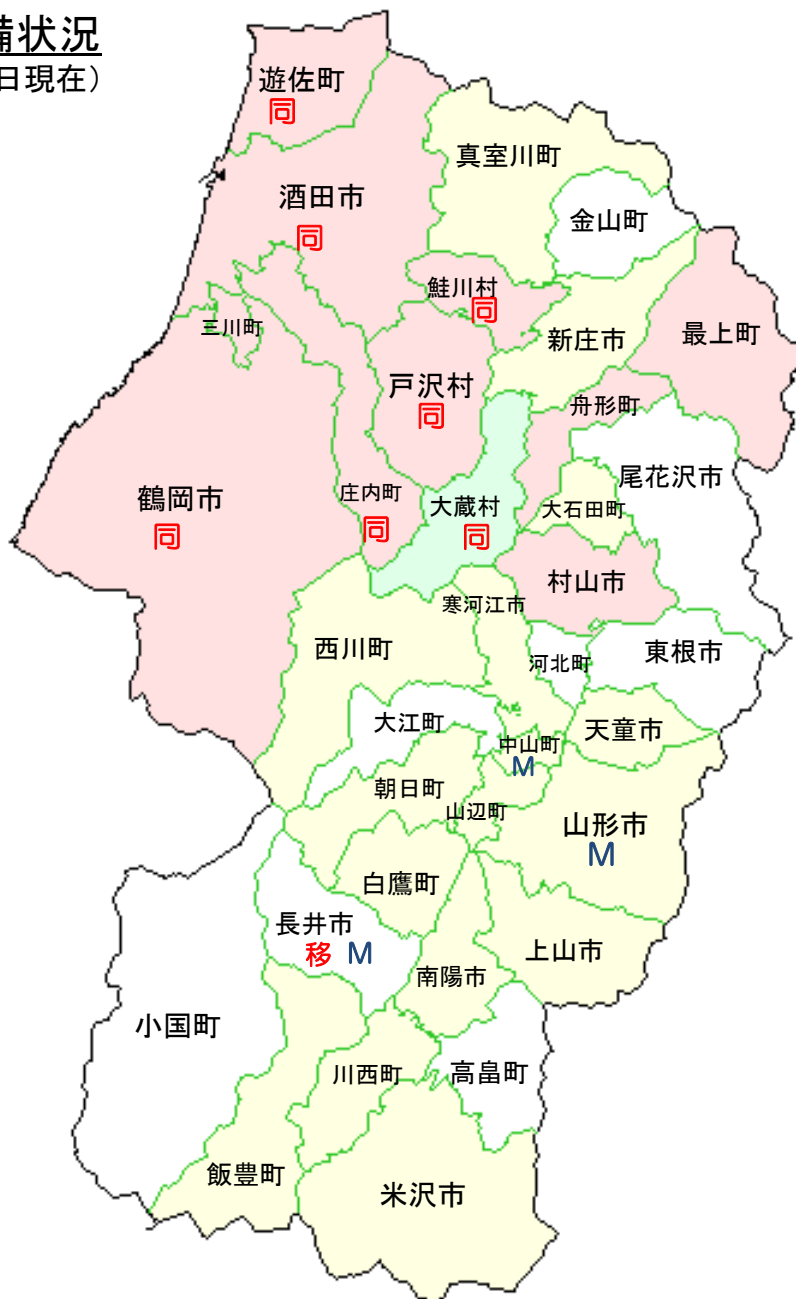 備状況
日現在）
遊佐町
同
真室川町
酒田市
同
金山町
鮭川村
同
三川町
新庄市
最上町
戸沢村
同
舟形町
尾花沢市
鶴岡市
同
庄内町
同
大蔵村
同
大石田町
村山市
寒河江市
西川町
河北町
東根市
大江町
天童市
中山町
M
朝日町
山辺町
山形市
M
白鷹町
長井市
移 M
南陽市
上山市
小国町
川西町
高畠町
飯豊町
米沢市